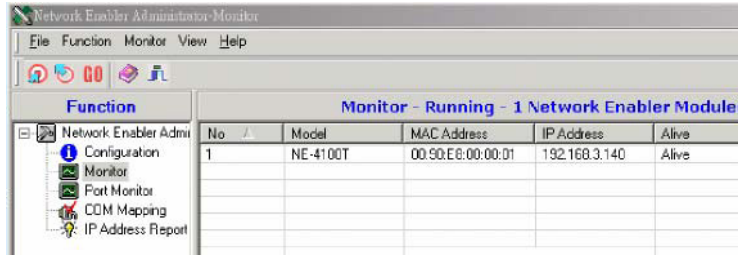 Network Enabler Administrator-Monitor
File Function Monitor View Help
GO
Function
Monitor - Running - 1 Network Enabler Module
Network Enabler Admi
Configuration
Monitor
Port Monitor
COM Mapping
IP Address Report
No Model MAC Address IP Address Alive
1 NE-4100T 00:90:E8:00:00:01 192.168.3.140 Alive